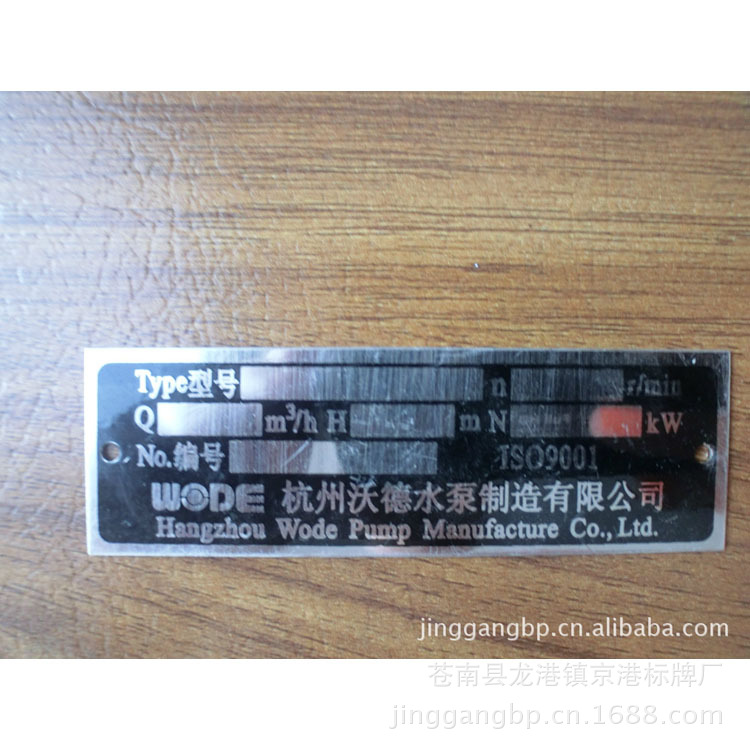 Type型号 n r/min
Q m³/h H m N kW
No.编号 ISO9001
WODE 杭州沃德水泵制造有限公司
Hangzhou Wode Pump Manufacture Co., Ltd.
jinggangbp.cn.alibaba.com
苍南县龙港镇京港标牌厂
jinggangbp.cn.1688.com